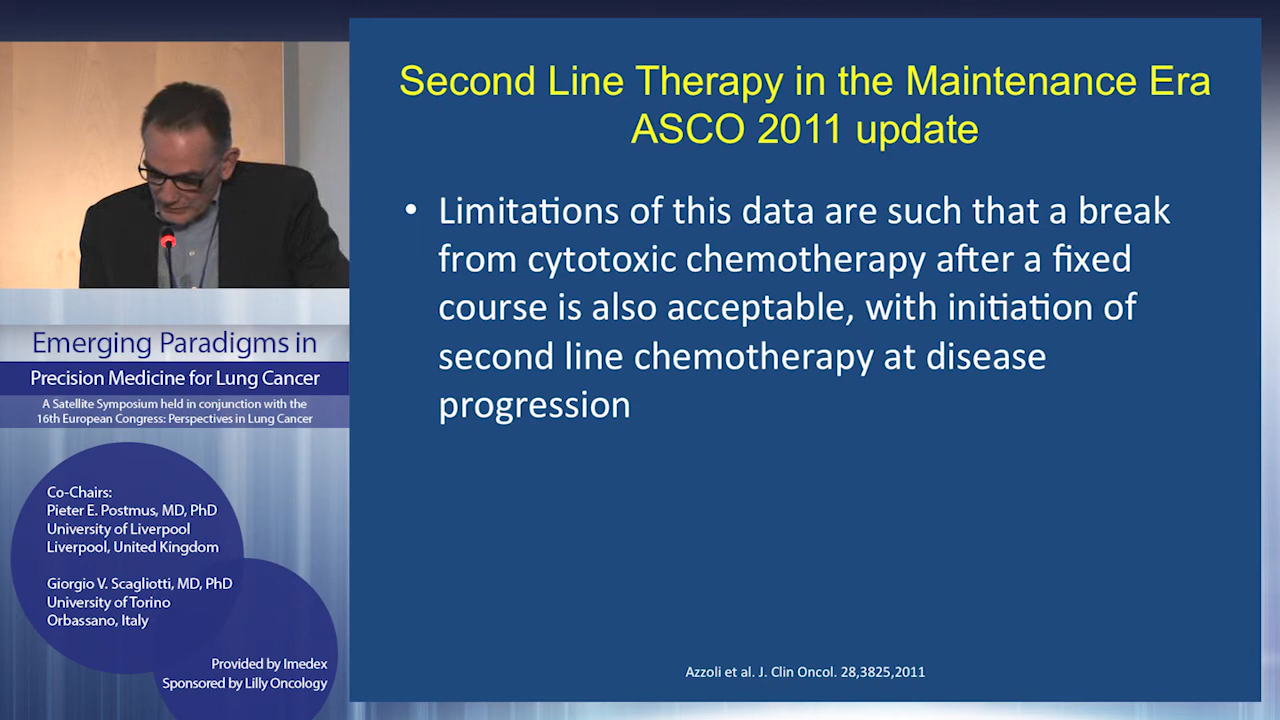 Second Line Therapy in the Maintenance Era
ASCO 2011 update
• Limitations of this data are such that a break
from cytotoxic chemotherapy after a fixed
course is also acceptable, with initiation of
second line chemotherapy at disease
progression
Azzoli et al. J. Clin Oncol. 28,3825,2011
Emerging Paradigms in
Precision Medicine for Lung Cancer
A Satellite Symposium held in conjunction with the
16th European Congress: Perspectives in Lung Cancer
Co-Chairs:
Pieter E. Postmus, MD, PhD
University of Liverpool
Liverpool, United Kingdom
Giorgio V. Scagliotti, MD, PhD
University of Torino
Orbassano, Italy
Provided by Imedex
Sponsored by Lilly Oncology